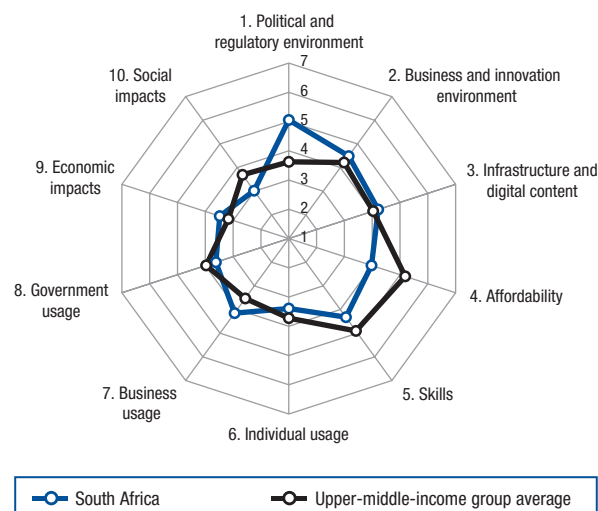 1. Political and
regulatory environment
2. Business and innovation
environment
3. Infrastructure and
digital content
4. Affordability
5. Skills
6. Individual usage
7. Business
usage
8. Government
usage
9. Economic
impacts
10. Social
impacts
7
6
5
4
3
2
1
South Africa
Upper-middle-income group average